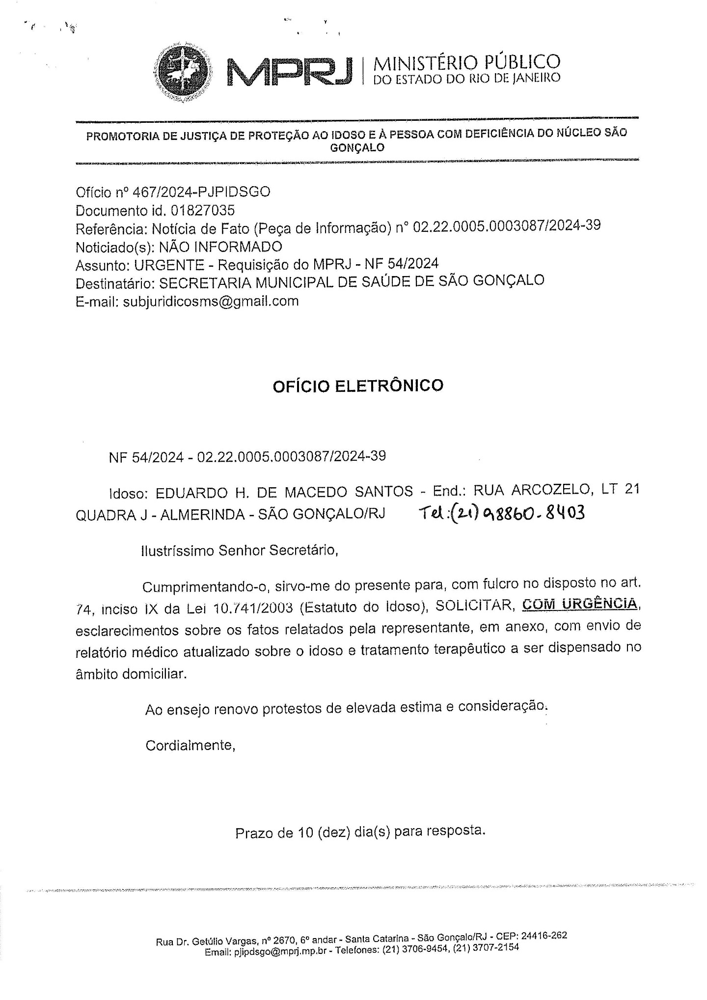 MPRJ | MINISTÉRIO PÚBLICO
DO ESTADO DO RIO DE JANEIRO
PROMOTORIA DE JUSTIÇA DE PROTEÇÃO AO IDOSO E À PESSOA COM DEFICIÊNCIA DO NÚCLEO SÃO
GONÇALO
Ofício nº 467/2024-PJPIDSGO
Documento id. 01827035
Referência: Notícia de Fato (Peça de Informação) n° 02.22.0005.0003087/2024-39
Noticiado(s): NÃO INFORMADO
Assunto: URGENTE - Requisição do MPRJ - NF 54/2024
Destinatário: SECRETARIA MUNICIPAL DE SAÚDE DE SÃO GONÇALO
E-mail: subjuridicosms@gmail.com
OFÍCIO ELETRÔNICO
NF 54/2024 - 02.22.0005.0003087/2024-39
Idoso: EDUARDO H. DE MACEDO SANTOS - End.: RUA ARCOZELO, LT 21
QUADRA J - ALMERINDA - SÃO GONÇALO/RJ Tel.:(21) 98860-8403
Ilustríssimo Senhor Secretário,
Cumprimentando-o, sirvo-me do presente para, com fulcro no disposto no art.
74, inciso IX da Lei 10.741/2003 (Estatuto do Idoso), SOLICITAR, COM URGÊNCIA,
esclarecimentos sobre os fatos relatados pela representante, em anexo, com envio de
relatório médico atualizado sobre o idoso e tratamento terapêutico a ser dispensado no
âmbito domiciliar.
Ao ensejo renovo protestos de elevada estima e consideração.
Cordialmente,
Prazo de 10 (dez) dia(s) para resposta.
Rua Dr. Getúlio Vargas, nº 2670, 6º andar - Santa Catarina - São Gonçalo/RJ - CEP: 24416-262
Email: pjipdsgo@mprj.mp.br - Telefones: (21) 3706-9454, (21) 3707-2154